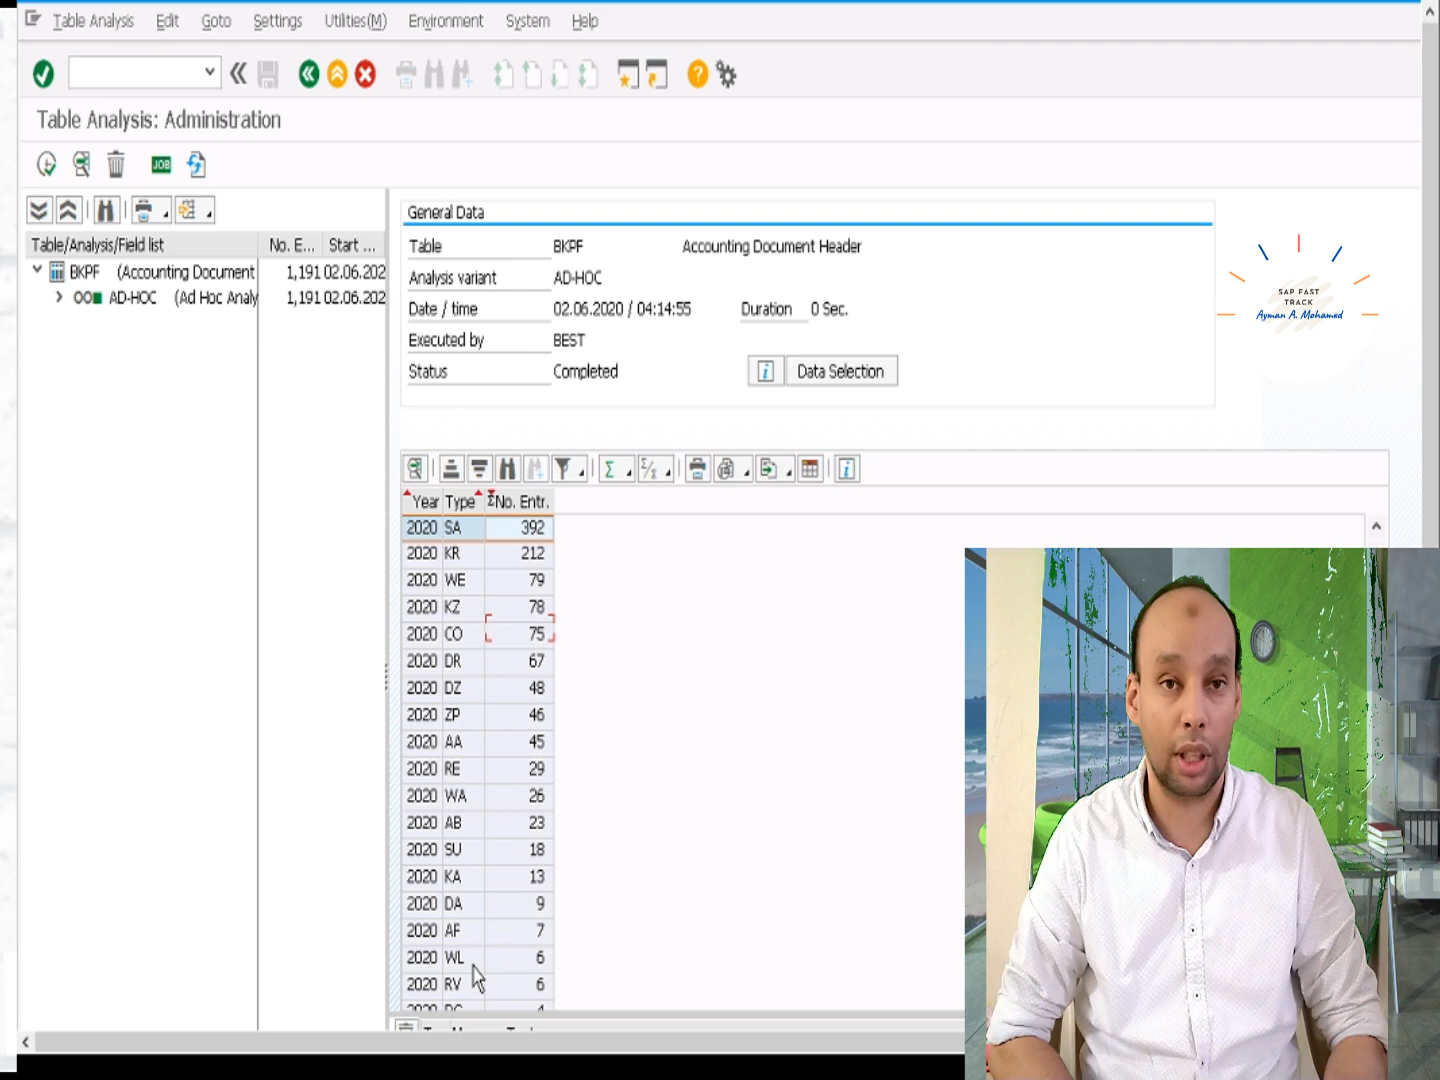 Table Analysis Edit Goto Settings Utilities(M) Environment System Help
Table Analysis: Administration
JOB
Table/Analysis/Field list No. E... Start ...
BKPF (Accounting Document 1,191 02.06.202
AD-HOC (Ad Hoc Analy 1,191 02.06.202
General Data
Table BKPF Accounting Document Header
Analysis variant AD-HOC
Date / time 02.06.2020 / 04:14:55 Duration 0 Sec.
Executed by BEST
Status Completed Data Selection
SAP FAST
TRACK
Ayman A. Mohamed
Year Type ΣNo. Entr.
2020 SA 392
2020 KR 212
2020 WE 79
2020 KZ 78
2020 CO 75
2020 DR 67
2020 DZ 48
2020 ZP 46
2020 AA 45
2020 RE 29
2020 WA 26
2020 AB 23
2020 SU 18
2020 KA 13
2020 DA 9
2020 AF 7
2020 WL 6
2020 RV 6